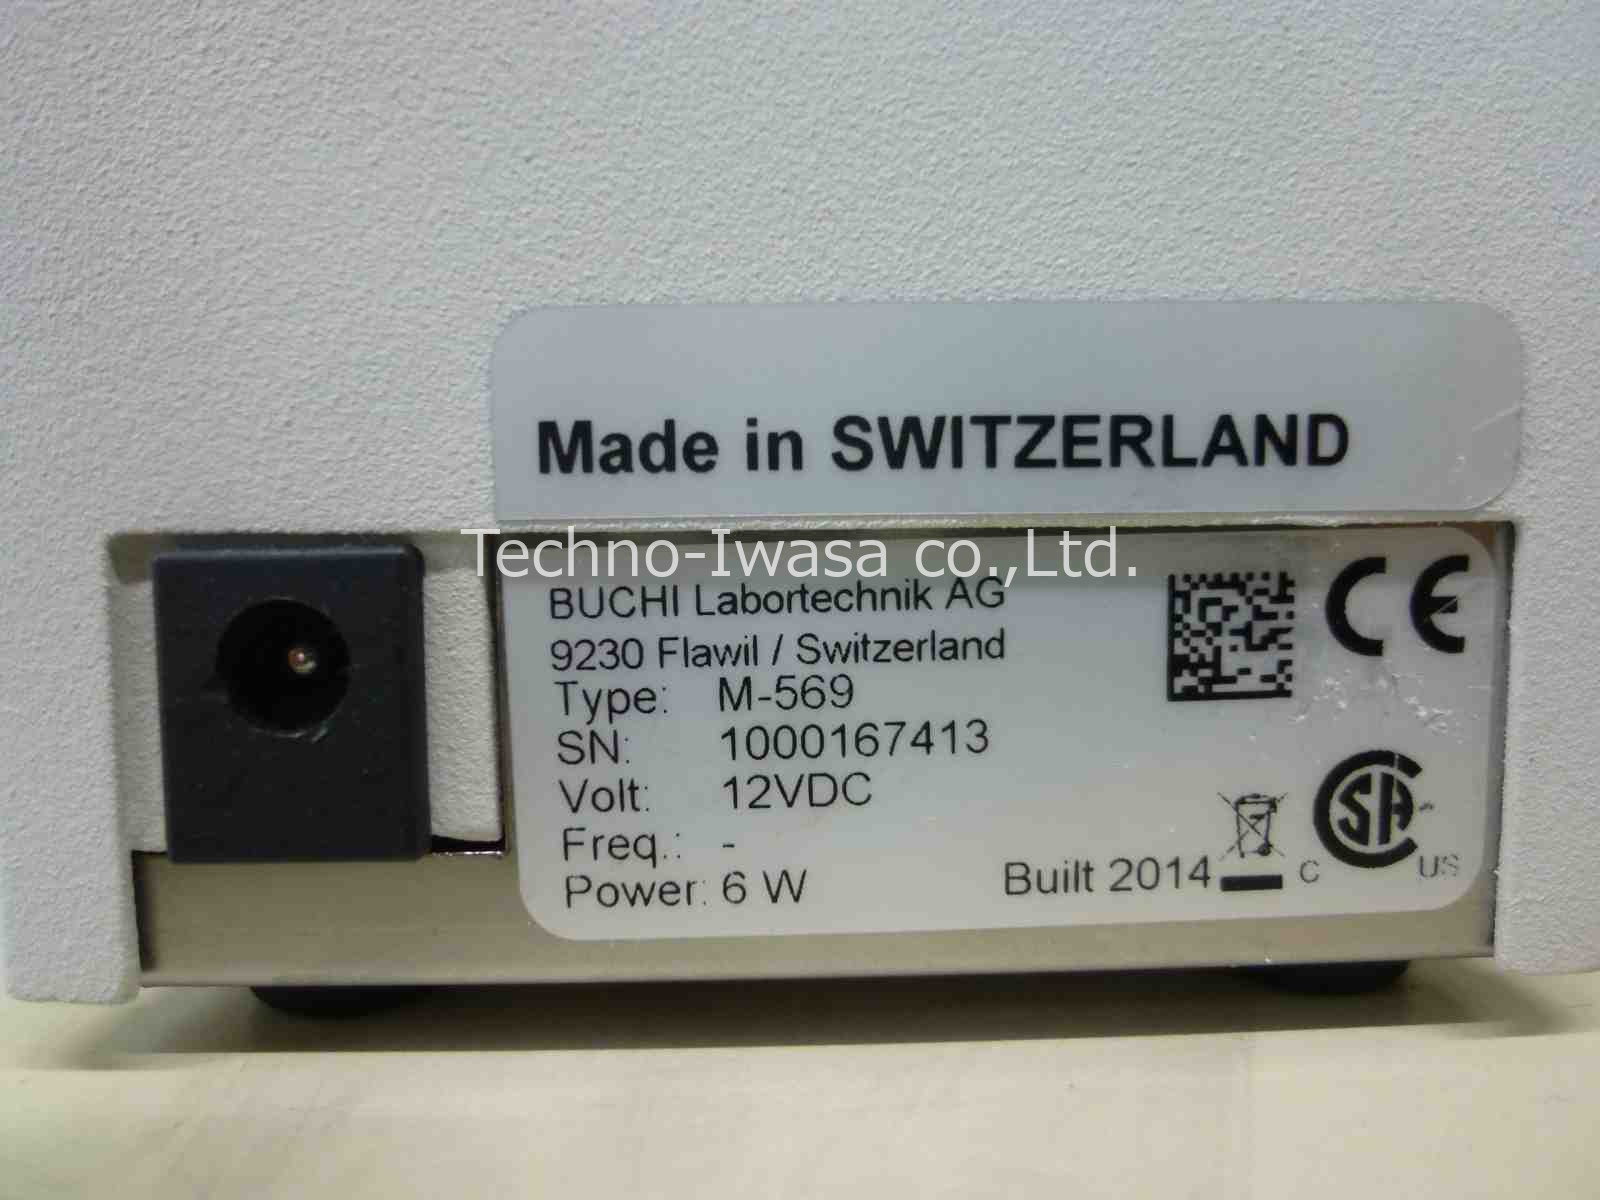 Made in SWITZERLAND
Techno-Iwasa co.,Ltd.
BUCHI Labortechnik AG
9230 Flawil / Switzerland
Type: M-569
SN: 1000167413
Volt: 12VDC
Freq.: -
Power: 6 W
Built 2014
CE
C SA US